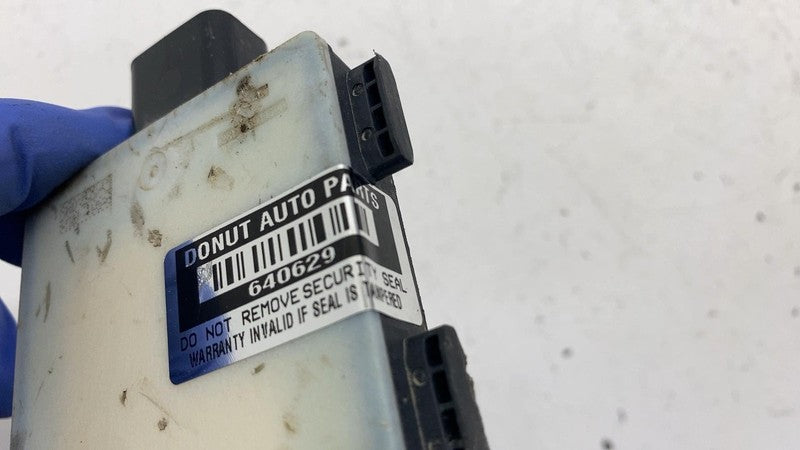 DONUT AUTO PARTS
640629
DO NOT REMOVE SECURITY SEAL
WARRANTY INVALID IF SEAL IS TAMPERED